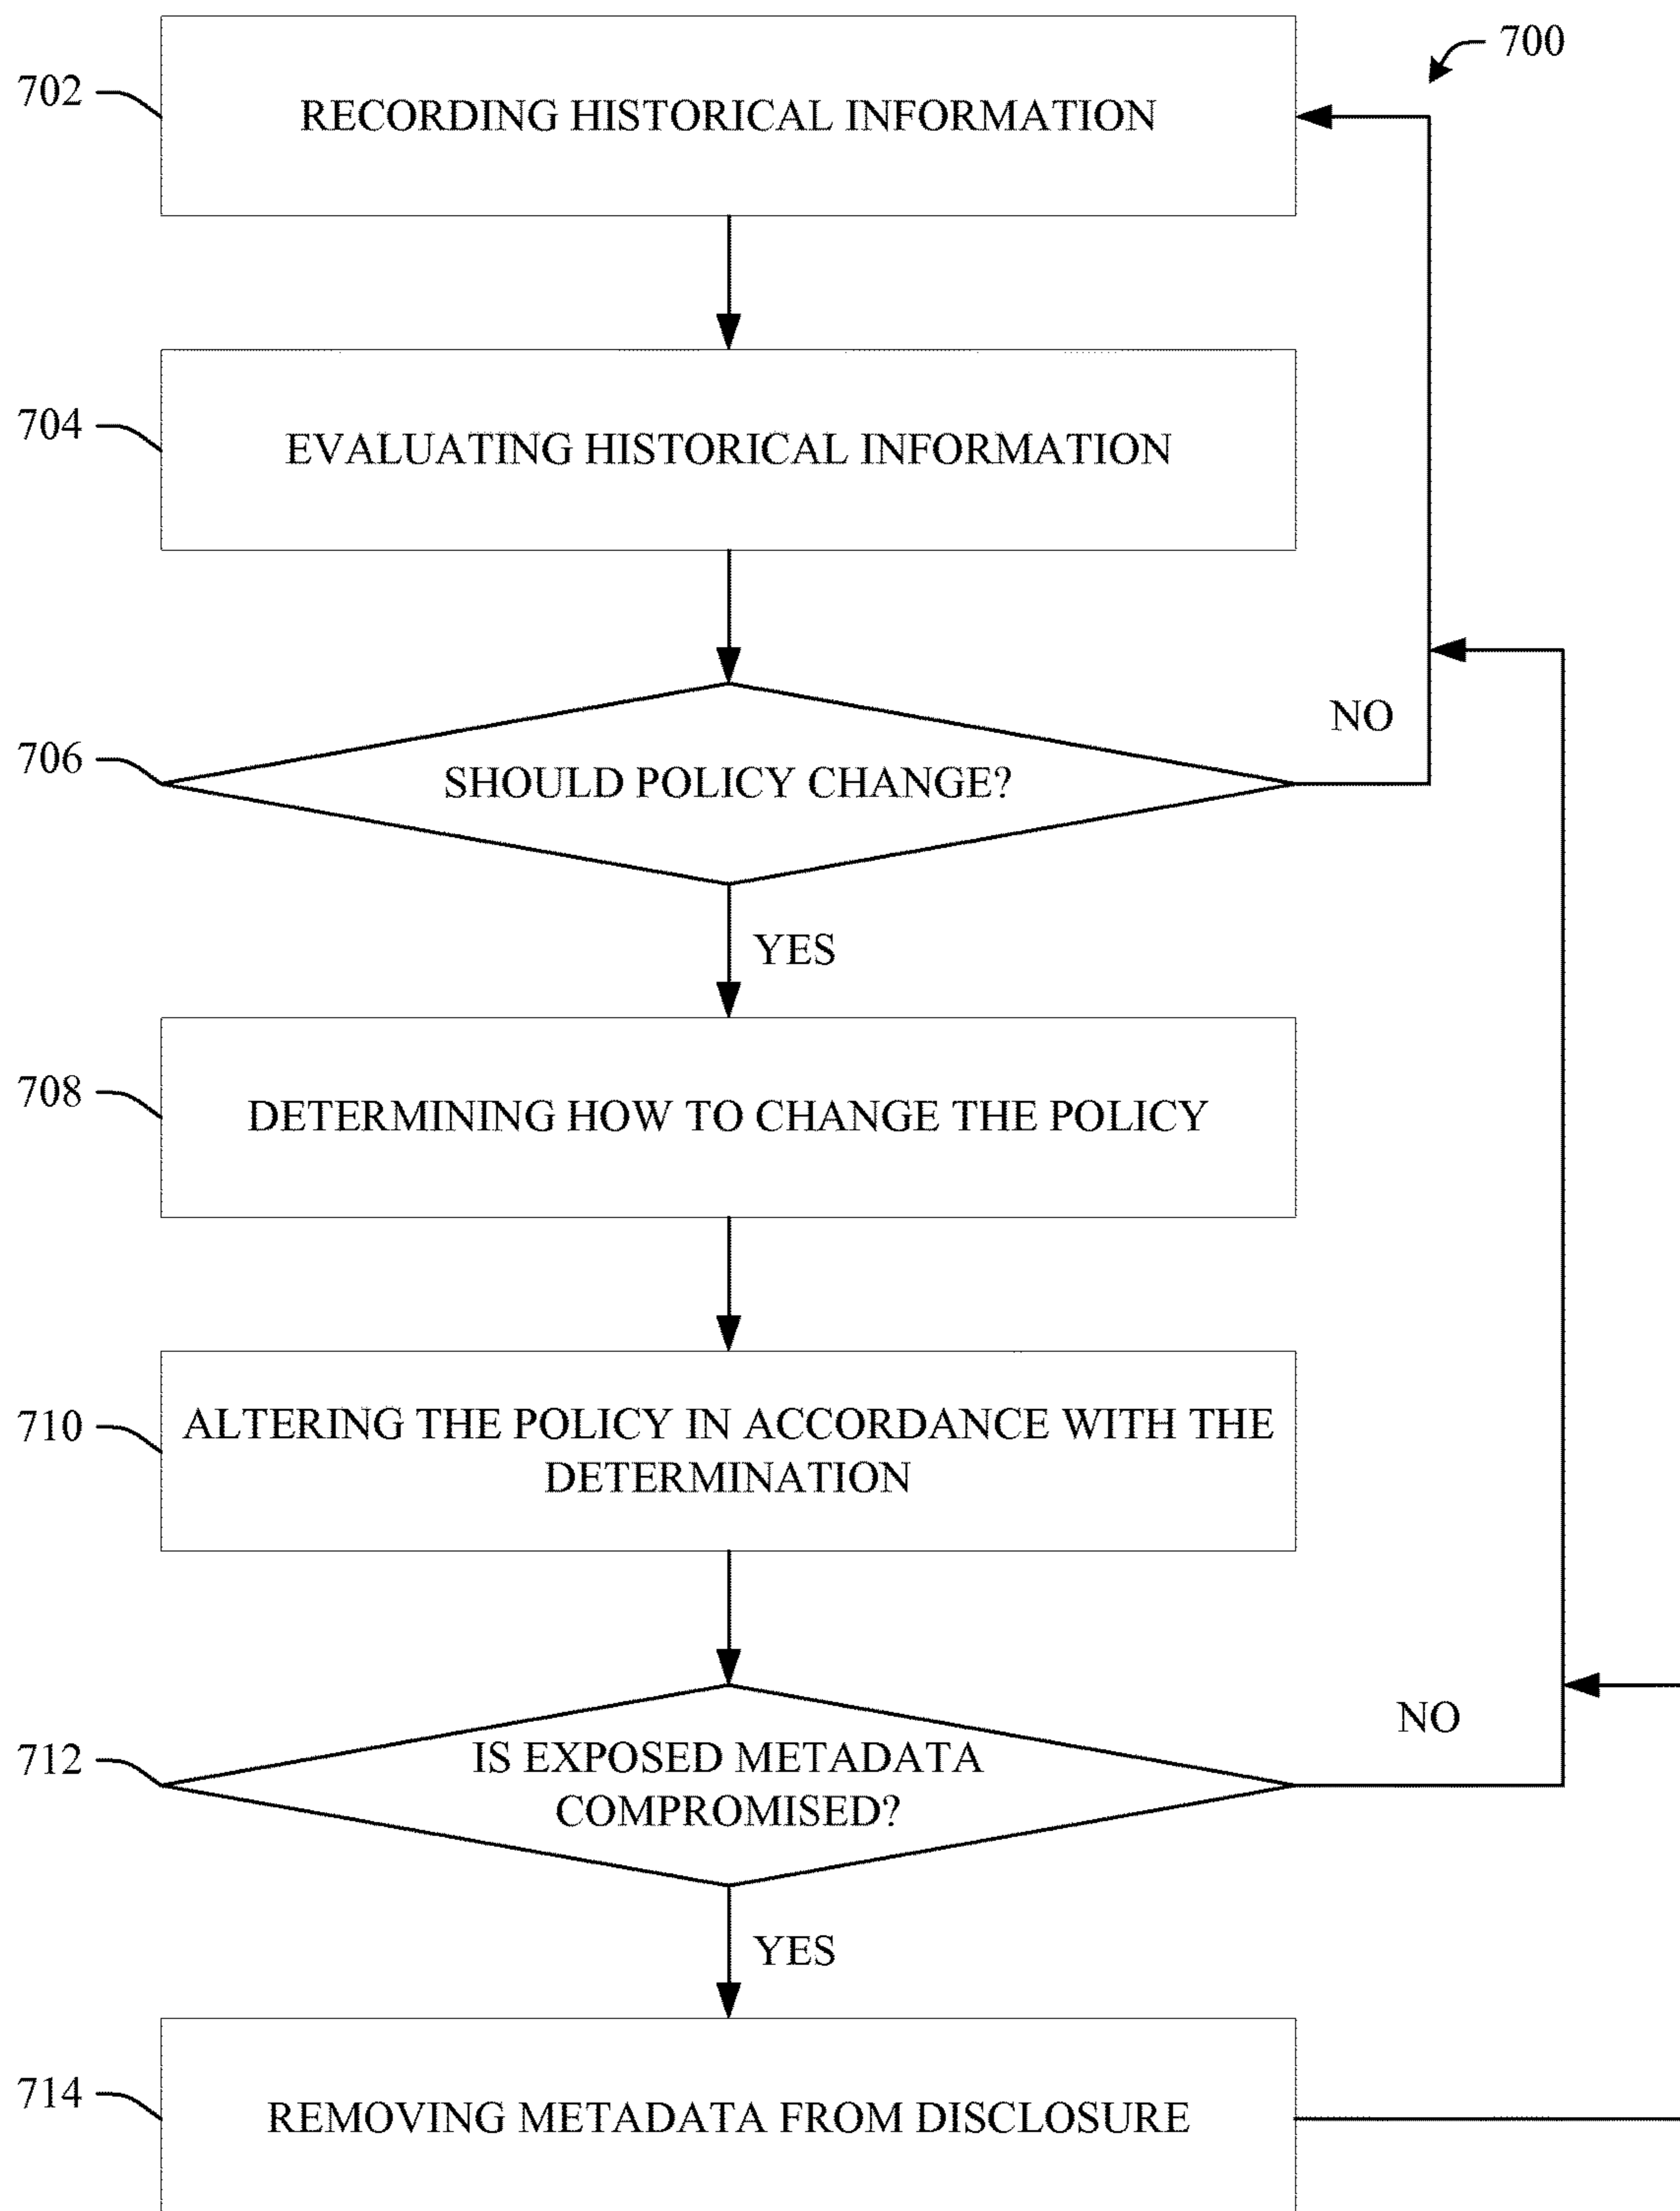 700
702
RECORDING HISTORICAL INFORMATION
704
EVALUATING HISTORICAL INFORMATION
706
SHOULD POLICY CHANGE?
NO
YES
708
DETERMINING HOW TO CHANGE THE POLICY
710
ALTERING THE POLICY IN ACCORDANCE WITH THE
DETERMINATION
712
IS EXPOSED METADATA
COMPROMISED?
NO
YES
714
REMOVING METADATA FROM DISCLOSURE